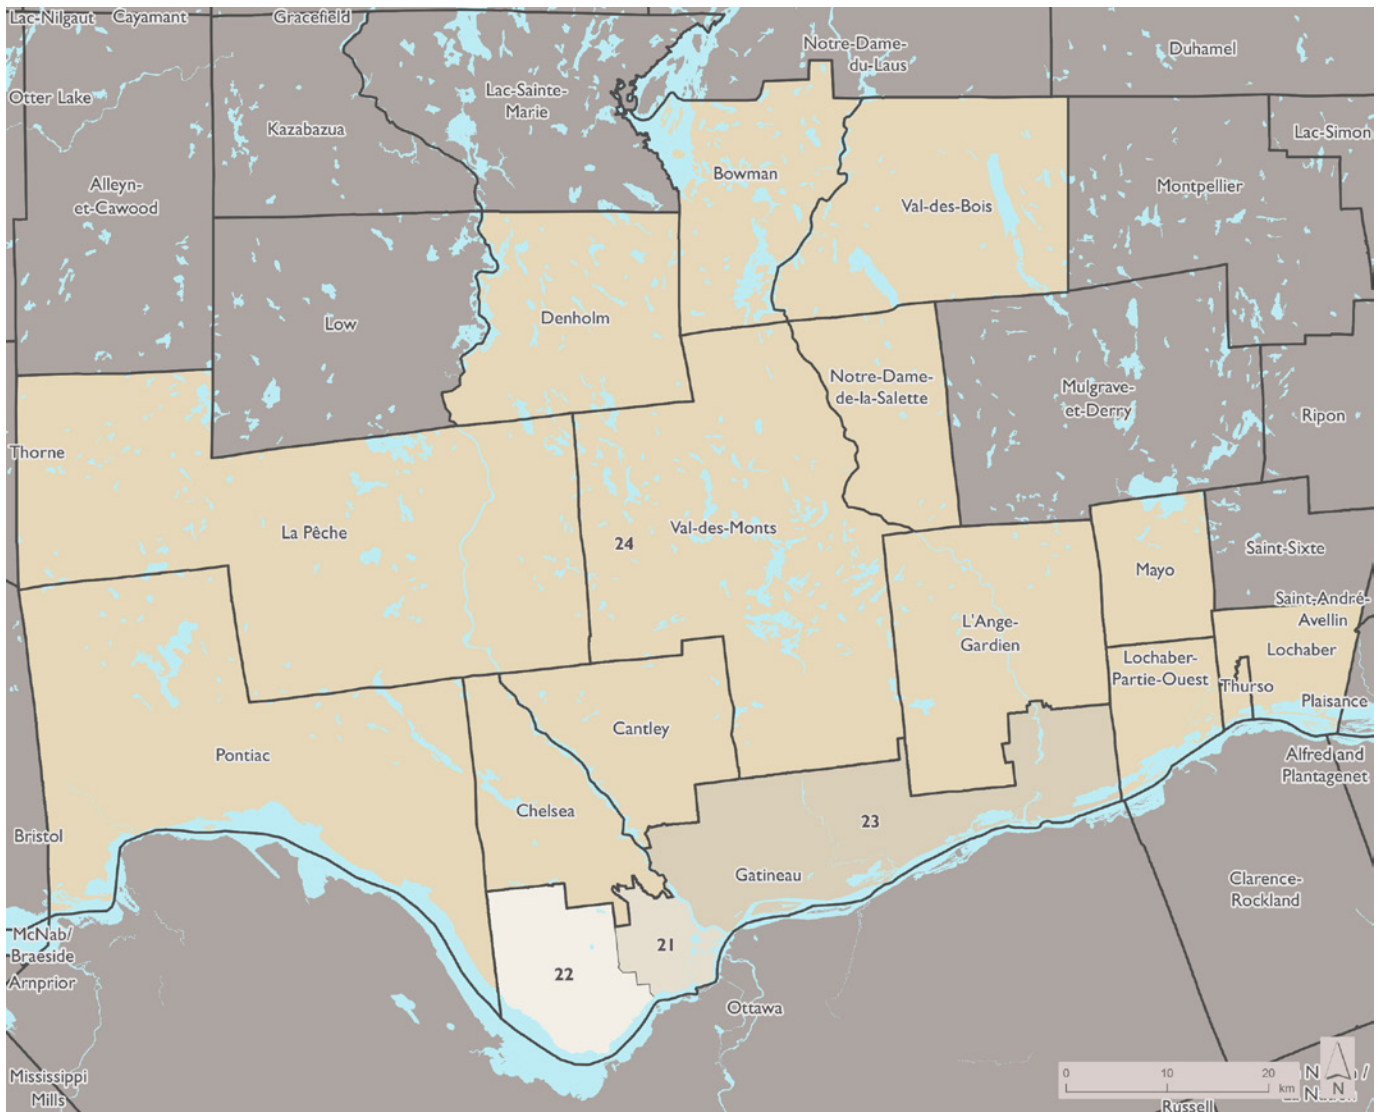 Lac-Nilgaut
Cayamant
Gracefield
Notre-Dame-
du-Laus
Duhamel
Otter Lake
Kazabazua
Lac-Sainte-
Marie
Lac-Simon
Alleyn-
et-Cawood
Bowman
Val-des-Bois
Montpellier
Low
Denholm
Notre-Dame-
de-la-Salette
Mulgrave-
et-Derry
Ripon
Thorne
La Pêche
24
Val-des-Monts
Saint-Sixte
Mayo
Saint-André-
Avellin
L'Ange-
Gardien
Lochaber
Lochaber-
Partie-Ouest
Thurso
Plaisance
Pontiac
Cantley
Alfred and
Plantagenet
Chelsea
23
Bristol
Gatineau
Clarence-
Rockland
McNab/
Braeside
21
22
Arnprior
Ottawa
Mississippi
Mills
0 10 20
km
N
Russell